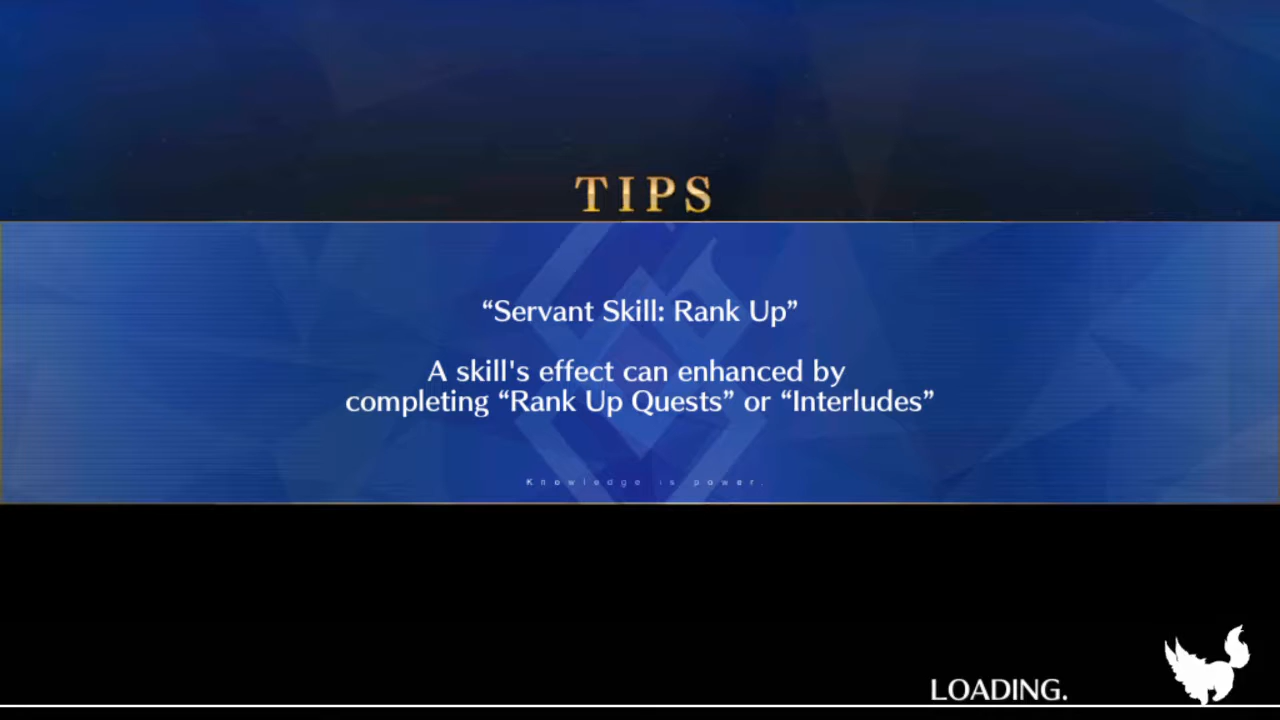 TIPS
“Servant Skill: Rank Up”
A skill's effect can enhanced by
completing “Rank Up Quests” or “Interludes”
Knowledge is power.
LOADING.